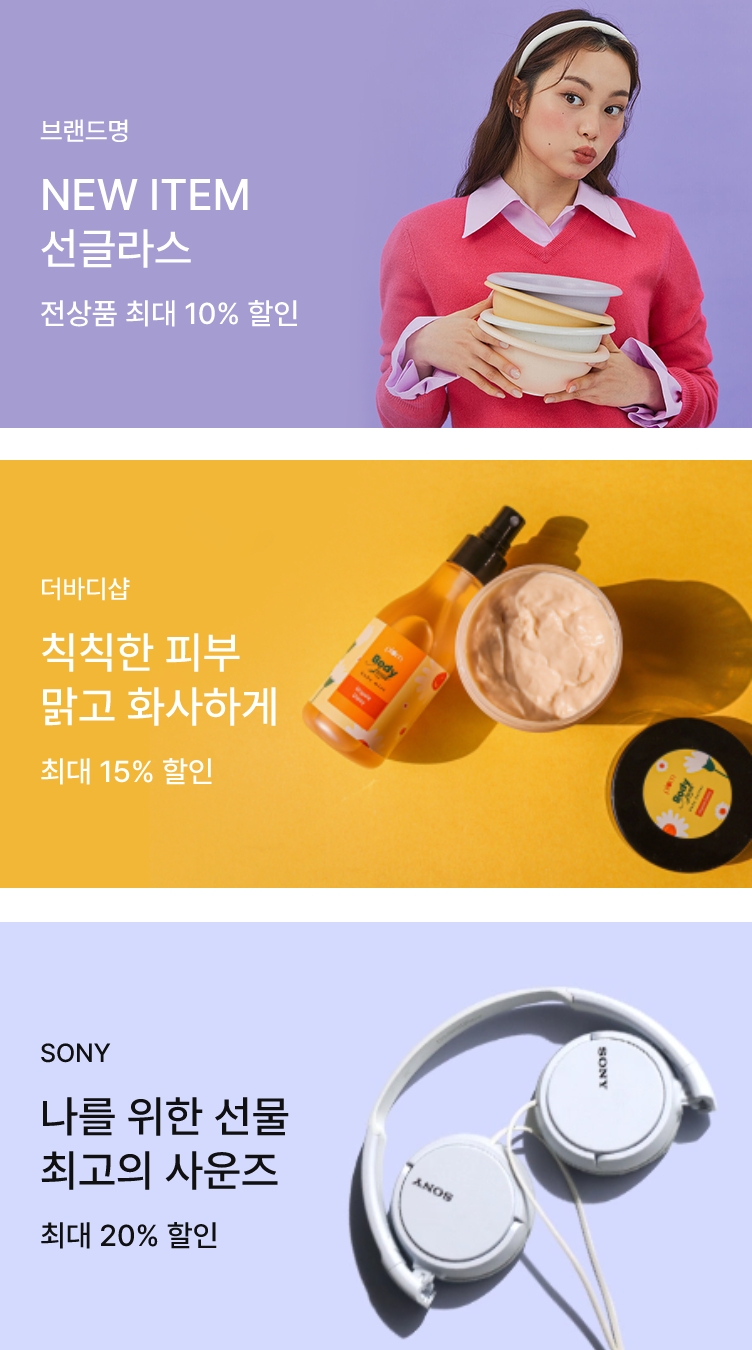 브랜드명
NEW ITEM
선글라스
전상품 최대 10% 할인
더바디샵
칙칙한 피부
맑고 화사하게
최대 15% 할인
Body
Body
SONY
나를 위한 선물
최고의 사운즈
최대 20% 할인
SONY
SONY